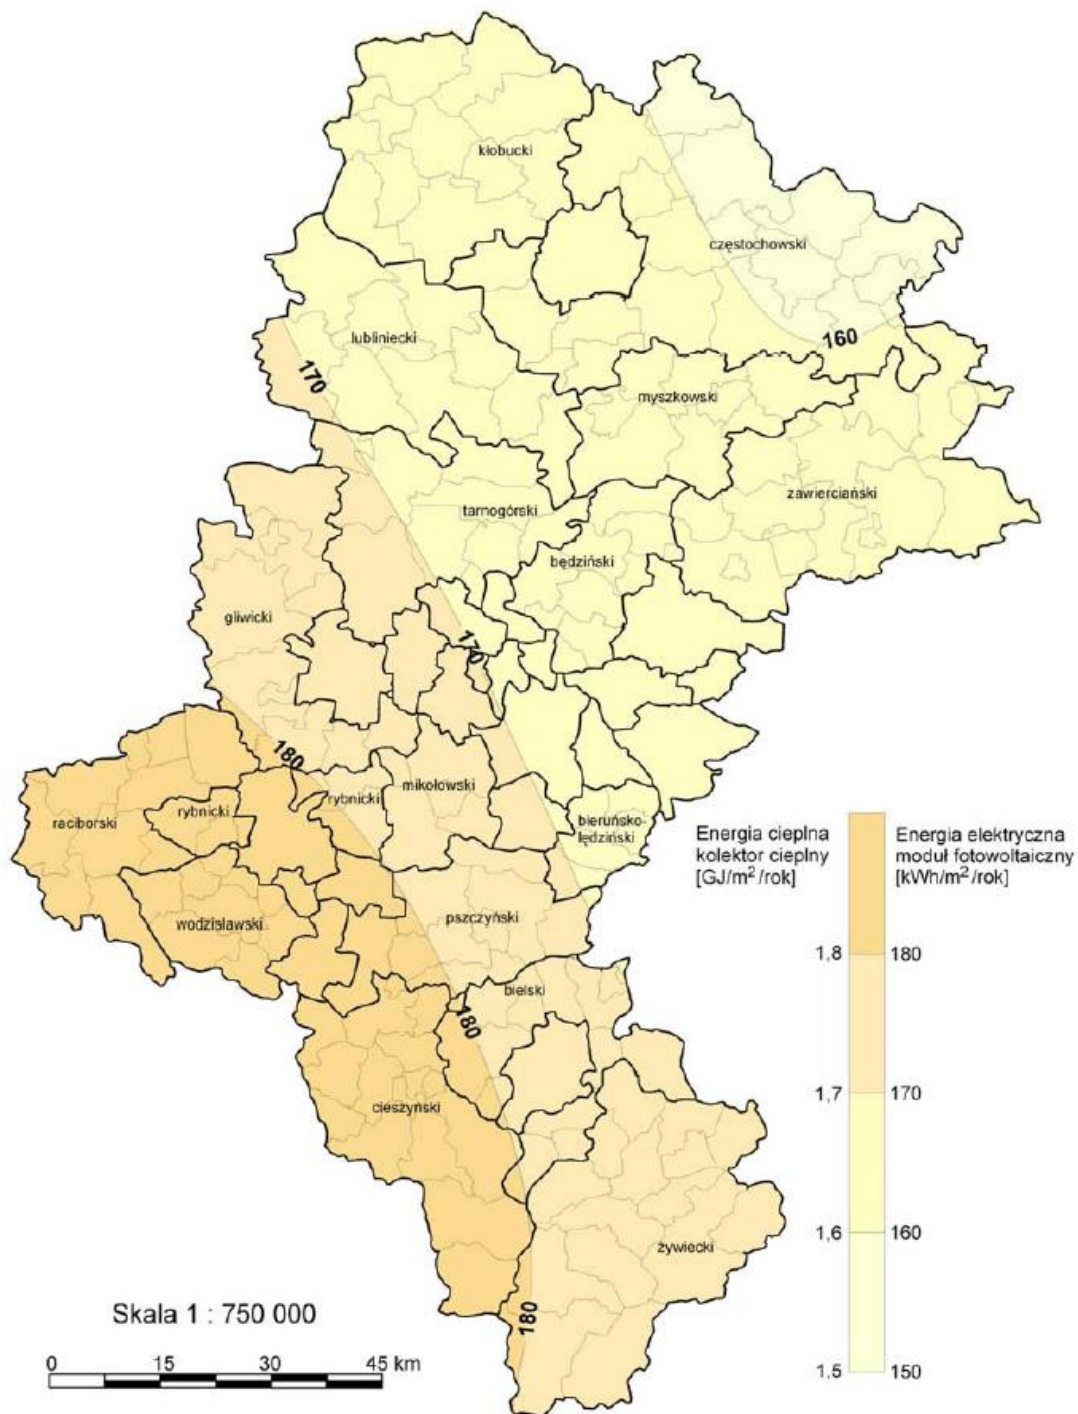 kłobucki
częstochowski
lubliniecki
160
170
myszkowski
zawierciański
tarnogórski
będziński
gliwicki
170
180
mikołowski
rybnicki
rybnicki
raciborski
bieruńsko-
lędziński
wodzisławski
pszczyński
bielski
180
cieszyński
żywiecki
180
Energia cieplna
kolektor cieplny
[GJ/m²/rok]
Energia elektryczna
moduł fotowoltaiczny
[kWh/m²/rok]
1,8 180
1,7 170
1,6 160
1,5 150
Skala 1 : 750 000
0 15 30 45 km